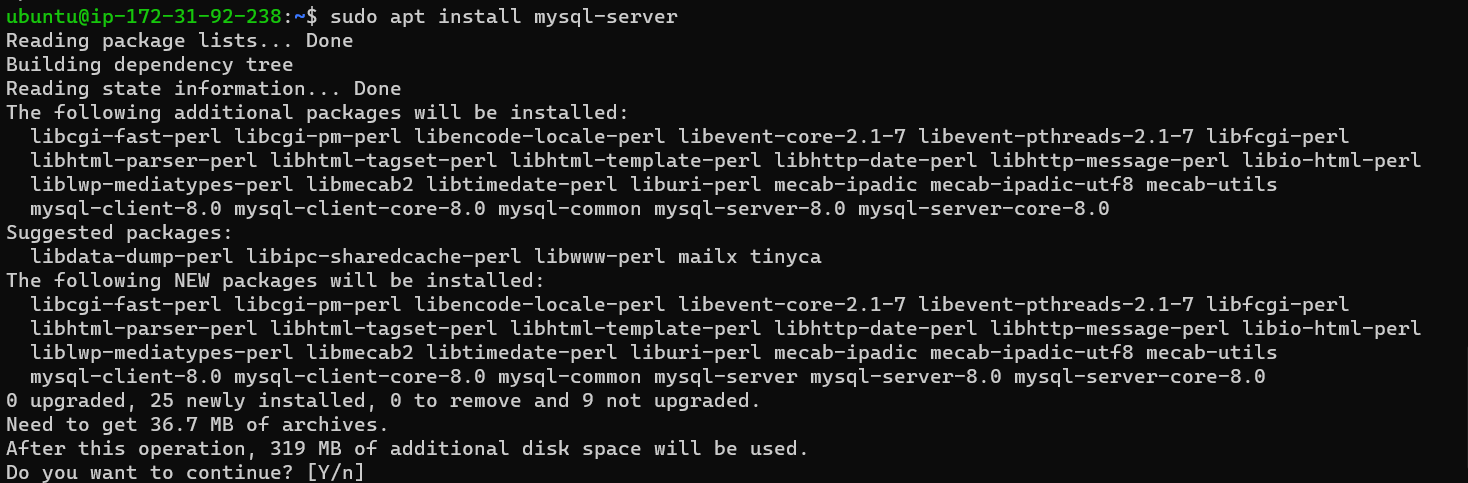 ubuntu@ip-172-31-92-238:~$ sudo apt install mysql-server
Reading package lists... Done
Building dependency tree
Reading state information... Done
The following additional packages will be installed:
  libcgi-fast-perl libcgi-pm-perl libencode-locale-perl libevent-core-2.1-7 libevent-pthreads-2.1-7 libfcgi-perl
  libhtml-parser-perl libhtml-tagset-perl libhtml-template-perl libhttp-date-perl libhttp-message-perl libio-html-perl
  liblwp-mediatypes-perl libmecab2 libtimedate-perl liburi-perl mecab-ipadic mecab-ipadic-utf8 mecab-utils
  mysql-client-8.0 mysql-client-core-8.0 mysql-common mysql-server-8.0 mysql-server-core-8.0
Suggested packages:
  libdata-dump-perl libipc-sharedcache-perl libwww-perl mailx tinyca
The following NEW packages will be installed:
  libcgi-fast-perl libcgi-pm-perl libencode-locale-perl libevent-core-2.1-7 libevent-pthreads-2.1-7 libfcgi-perl
  libhtml-parser-perl libhtml-tagset-perl libhtml-template-perl libhttp-date-perl libhttp-message-perl libio-html-perl
  liblwp-mediatypes-perl libmecab2 libtimedate-perl liburi-perl mecab-ipadic mecab-ipadic-utf8 mecab-utils
  mysql-client-8.0 mysql-client-core-8.0 mysql-common mysql-server mysql-server-8.0 mysql-server-core-8.0
0 upgraded, 25 newly installed, 0 to remove and 9 not upgraded.
Need to get 36.7 MB of archives.
After this operation, 319 MB of additional disk space will be used.
Do you want to continue? [Y/n]